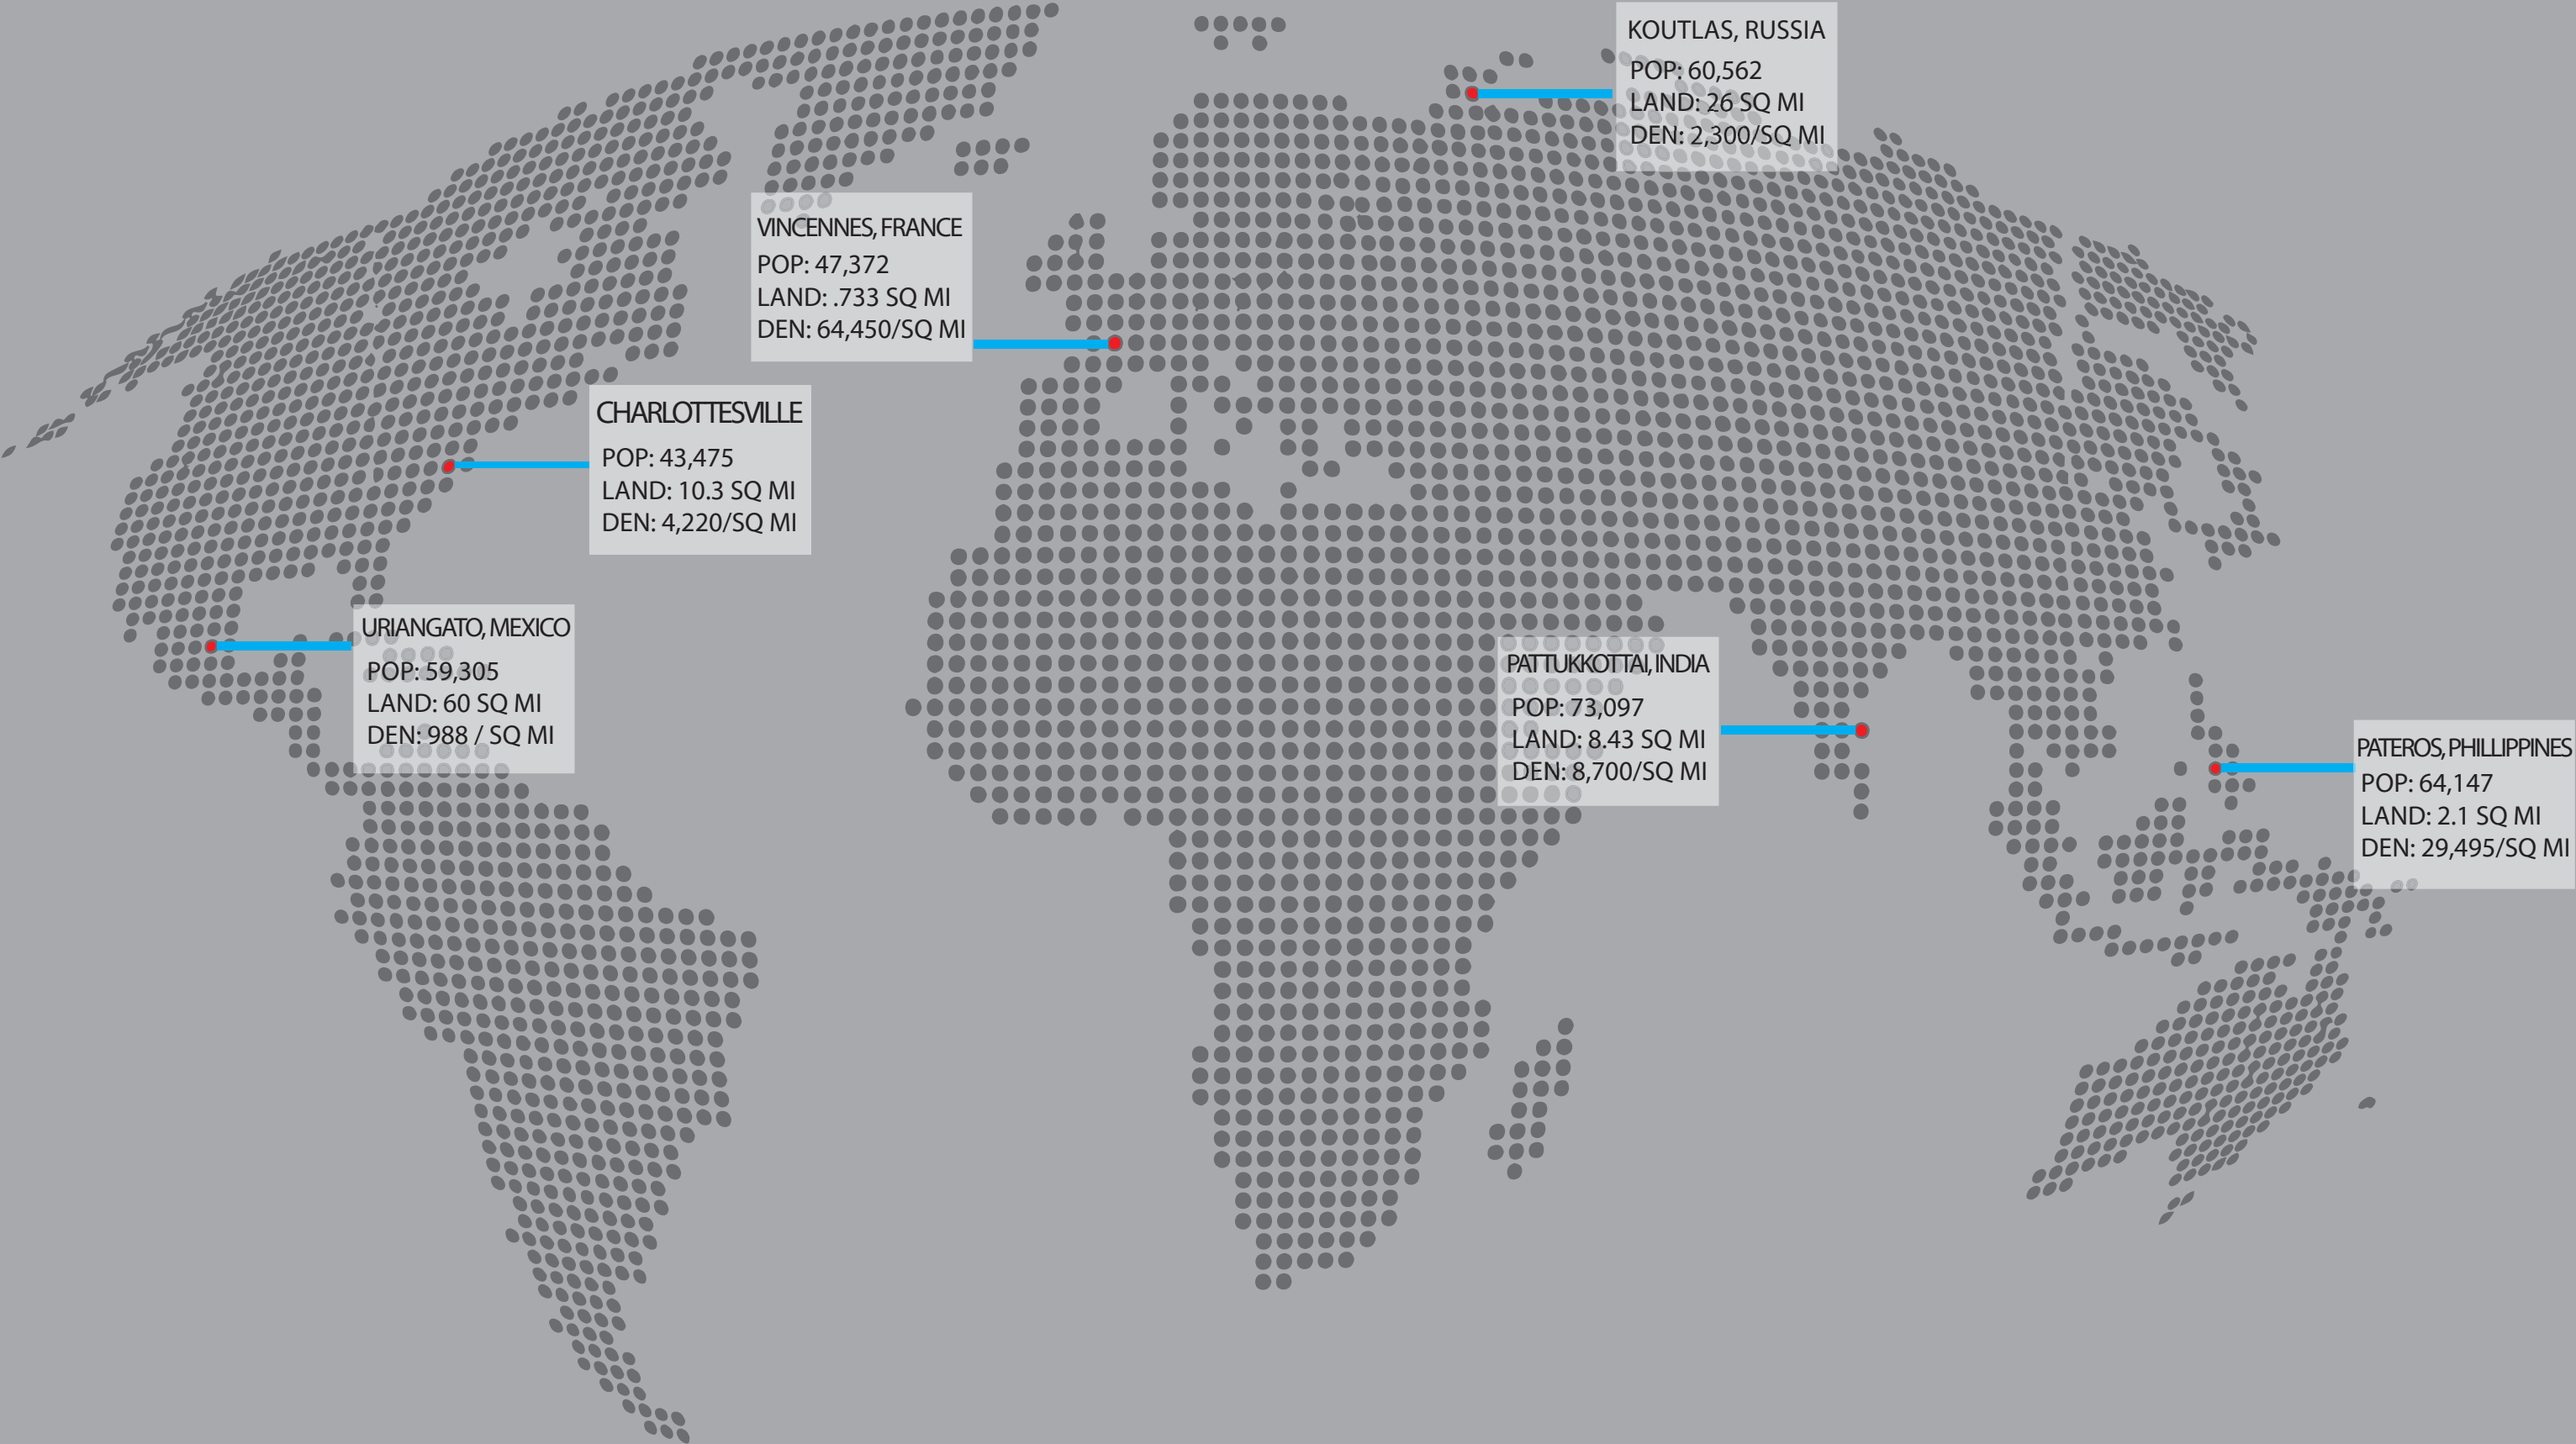 KOUTLAS, RUSSIA
POP: 60,562
LAND: 26 SQ MI
DEN: 2,300/SQ MI
VINCENNES, FRANCE
POP: 47,372
LAND: .733 SQ MI
DEN: 64,450/SQ MI
CHARLOTTESVILLE
POP: 43,475
LAND: 10.3 SQ MI
DEN: 4,220/SQ MI
URIANGATO, MEXICO
POP: 59,305
LAND: 60 SQ MI
DEN: 988 / SQ MI
PATTUKKOTTAI, INDIA
POP: 73,097
LAND: 8.43 SQ MI
DEN: 8,700/SQ MI
PATEROS, PHILLIPPINES
POP: 64,147
LAND: 2.1 SQ MI
DEN: 29,495/SQ MI